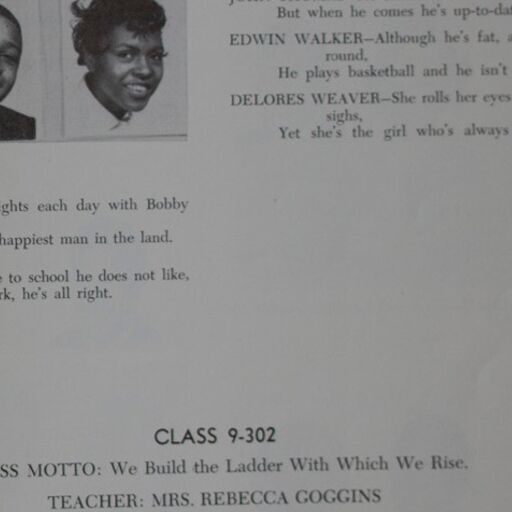 But when he comes he's up-to-dat
EDWIN WALKER—Although he's fat, a
round,
He plays basketball and he isn't
DELORES WEAVER—She rolls her eyes
sighs,
Yet she's the girl who's always
ghts each day with Bobby
happiest man in the land.
to school he does not like,
rk, he's all right.
CLASS 9-302
SS MOTTO: We Build the Ladder With Which We Rise.
TEACHER: MRS. REBECCA GOGGINS